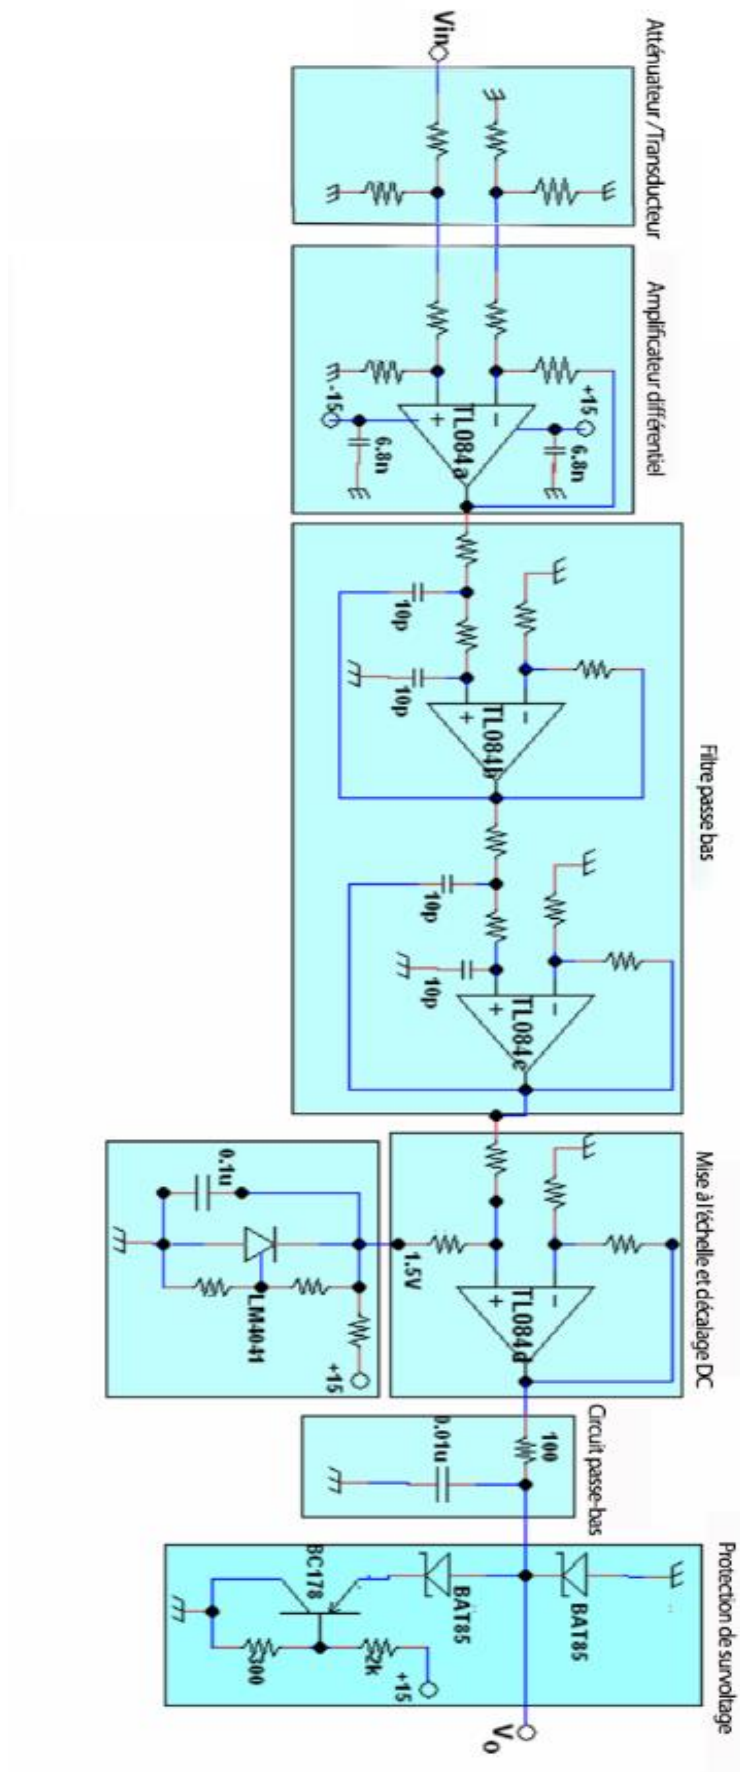 Vin
Atténuateur /Transducteur
Amplificateur différentiel
+15
6.8n
-
+
TL084a
-15
6.8n
Filtre passe bas
10p
10p
-
+
TL084b
10p
10p
-
+
TL084c
Mise à l'échelle et décalage DC
-
+
TL084d
1.5V
0.1u
LM4041
+15
Circuit passe-bas
100
0.01u
Protection de survoltage
BAT85
BAT85
BC178
300
2k
+15
Vo